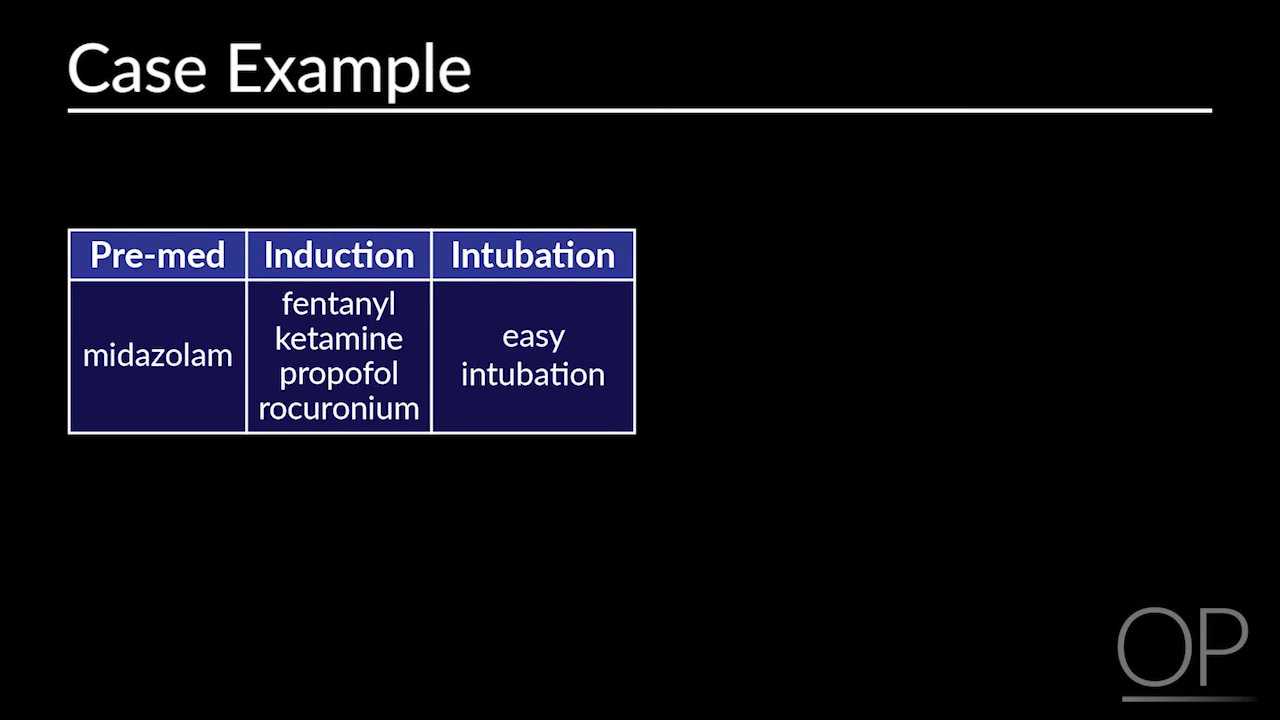 Case Example
Pre-med
Induction
Intubation
midazolam
fentanyl
ketamine
propofol
rocuronium
easy
intubation
OP